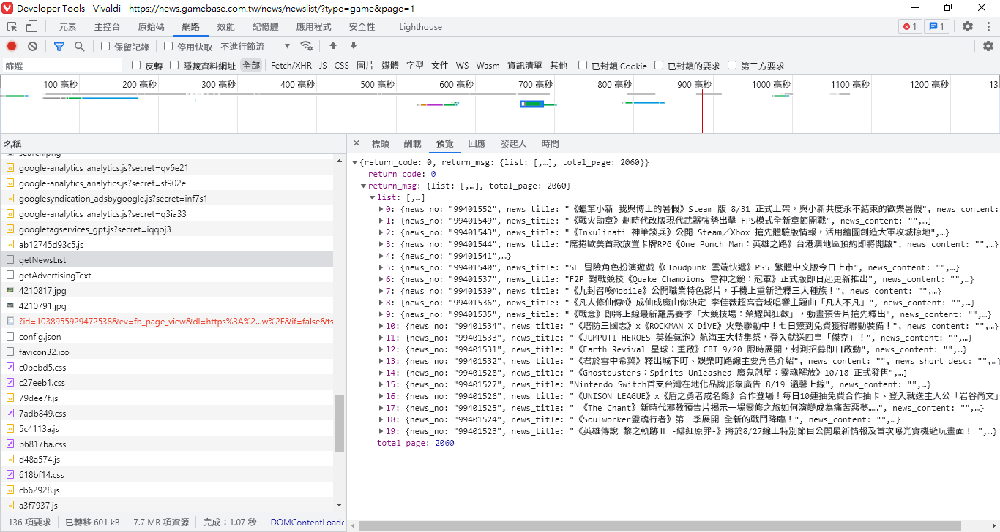 Developer Tools - Vivaldi - https://news.gamebase.com.tw/news/newslist/?type=game&page=1
元素 主控台 原始碼 網路 效能 記憶體 應用程式 安全性 Lighthouse 1 1
保留記錄 停用快取 不進行節流
篩選 反轉 隱藏資料網址 全部 Fetch/XHR JS CSS 圖片 媒體 字型 文件 WS Wasm 資訊清單 其他 已封鎖 Cookie 已封鎖的要求 第三方要求
100 毫秒 200 毫秒 300 毫秒 400 毫秒 500 毫秒 600 毫秒 700 毫秒 800 毫秒 900 毫秒 1000 毫秒 1100 毫秒 1200 毫秒 13
名稱
search.png
google-analytics_analytics.js?secret=qv6e21
google-analytics_analytics.js?secret=sf902e
googlesyndication_adsbygoogle.js?secret=inf7s1
google-analytics_analytics.js?secret=q3ia33
googletagservices_gpt.js?secret=iqqoj3
ab12745d93c5.js
getNewsList
getAdvertisingText
4210817.jpg
4210791.jpg
?id=1038955929472538&ev=fb_page_view&dl=https%3A%2...w%2F&if=false&ts
config.json
favicon32.ico
c0bebd5.css
c27eeb1.css
79dee7f.js
7adb849.css
5c4113a.js
b6817ba.css
d48a574.js
618bf14.css
cb62928.js
a3f7937.js
136 項要求 已轉移 601 kB 7.7 MB 項資源 完成：1.07 秒 DOMContentLoade
標頭 酬載 預覽 回應 發起人 時間
{return_code: 0, return_msg: {list: [,…], total_page: 2060}}
return_code: 0
return_msg: {list: [,…], total_page: 2060}
list: [,…]
0: {news_no: "99401552", news_title: "《蠟筆小新 我與博士的暑假》Steam 版 8/31 正式上架，與小新共度永不結束的歡樂暑假", news_content:
1: {news_no: "99401549", news_title: "《戰火勛章》劃時代改版現代武器強勢出擊 FPS模式全新章節開戰", news_content: "",…}
2: {news_no: "99401542", news_title: "《Inkulinati 神筆談兵》公開 Steam／Xbox 搶先體驗版情報，活用繪圖創造大軍攻城掠地",…}
3: {news_no: "99401544", news_title: "席捲歐美首款放置卡牌RPG《One Punch Man：英雄之路》台港澳地區預約即將開啟", news_content: "",…}
4: {news_no: "99401541",…}
5: {news_no: "99401540", news_title: "SF 冒險角色扮演遊戲《Cloudpunk 雲端快遞》PS5 繁體中文版今日上市", news_content: "",…}
6: {news_no: "99401537", news_title: "F2P 對戰競技《Quake Champions 雷神之鎚：冠軍》正式版即日起更新推出", news_content: "",…}
7: {news_no: "99401539", news_title: "《九封召喚Mobile》公開職業特色影片，手機上重新詮釋三大種族！", news_content: "",…}
8: {news_no: "99401536", news_title: "《凡人修仙傳M》成仙成魔由你決定 李佳薇超高音域唱響主題曲「凡人不凡」", news_content: "",…}
9: {news_no: "99401535", news_title: "《戰意》即將上線最新羅馬賽季「大競技場：榮耀與狂歡」，動畫預告片搶先釋出", news_content: "",…}
10: {news_no: "99401534", news_title: "《塔防三國志》x《ROCKMAN X DiVE》火熱聯動中！七日簽到免費獲得聯動裝備！", news_content: "",…}
11: {news_no: "99401533", news_title: "《JUMPUTI HEROES 英雄氣泡》航海王大特集祭，登入就送四皇「傑克」！", news_content: "",…}
12: {news_no: "99401531", news_title: "《Earth Revival 星球：重啟》CBT 9/20 限時展開，封測招募即日啟動", news_content: "",…}
13: {news_no: "99401532", news_title: "《君於雪中希冀》釋出城下町、娛樂町路線主要角色介紹", news_content: "", news_short_desc: "",…}
14: {news_no: "99401528", news_title: "《Ghostbusters：Spirits Unleashed 魔鬼剋星：靈魂解放》10/18 正式發售",…}
15: {news_no: "99401527", news_title: "Nintendo Switch首支台灣在地化品牌形象廣告 8/19 溫馨上線", news_content: "",…}
16: {news_no: "99401526", news_title: "《UNISON LEAGUE》x《盾之勇者成名錄》合作登場！每日10連抽免費合作抽卡、登入就送主人公「岩谷尚文」
17: {news_no: "99401525", news_title: " 《The Chant》新時代邪教預告片揭示一場靈修之旅如何演變成為痛苦惡夢……", news_content: "",…}
18: {news_no: "99401524", news_title: "《Soulworker靈魂行者》第二季展開 全新的戰鬥降臨！", news_content: "",…}
19: {news_no: "99401523", news_title: "《英雄傳說 黎之軌跡Ⅱ -緋紅原罪-》將於8/27線上特別節目公開最新情報及首次曝光實機遊玩畫面！ ",…}
total_page: 2060